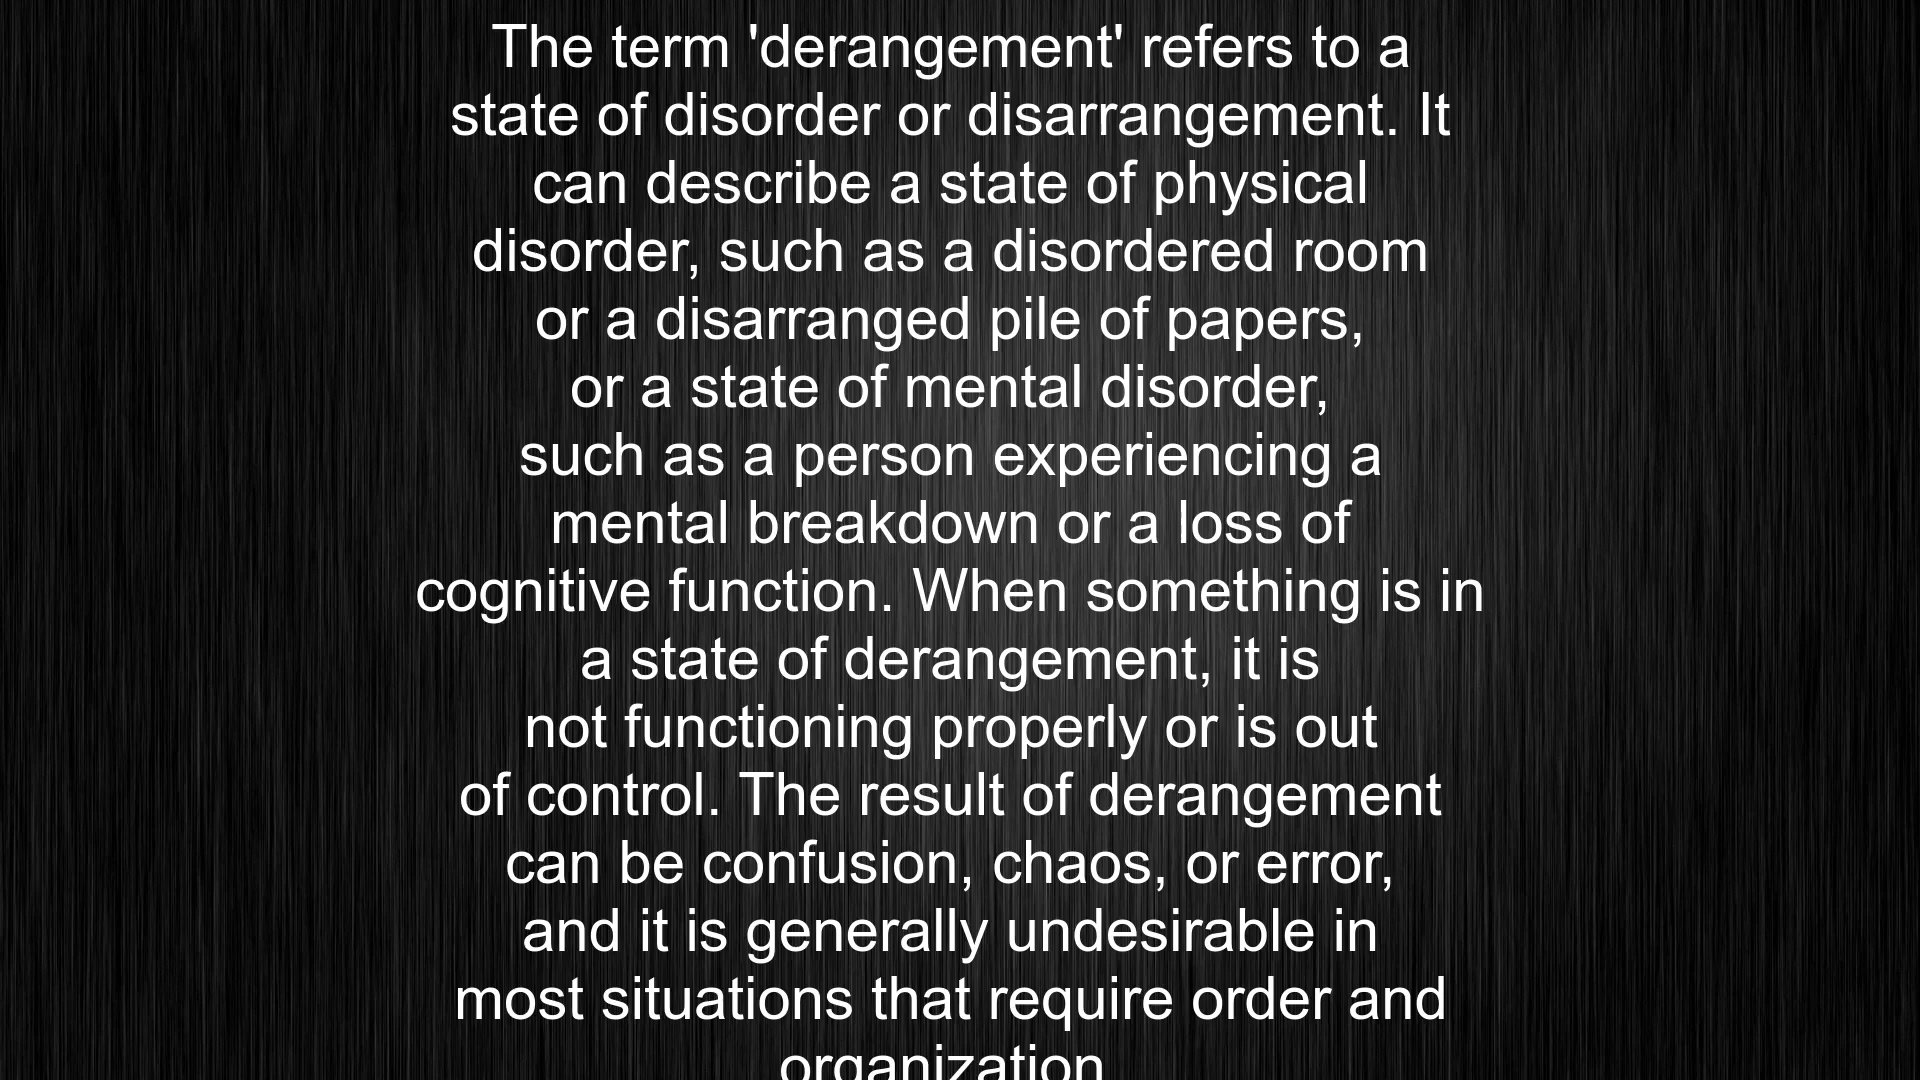 The term 'derangement' refers to a
state of disorder or disarrangement. It
can describe a state of physical
disorder, such as a disordered room
or a disarranged pile of papers,
or a state of mental disorder,
such as a person experiencing a
mental breakdown or a loss of
cognitive function. When something is in
a state of derangement, it is
not functioning properly or is out
of control. The result of derangement
can be confusion, chaos, or error,
and it is generally undesirable in
most situations that require order and
organization